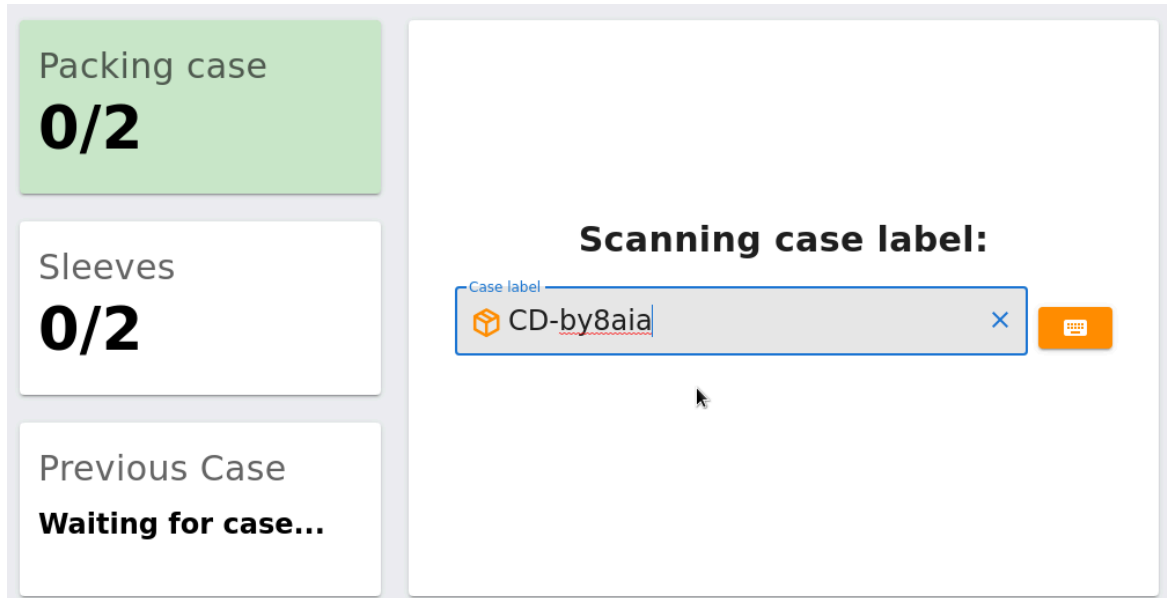 Packing case
0/2
Sleeves
0/2
Previous Case
Waiting for case...
Scanning case label:
Case label
CD-by8aia